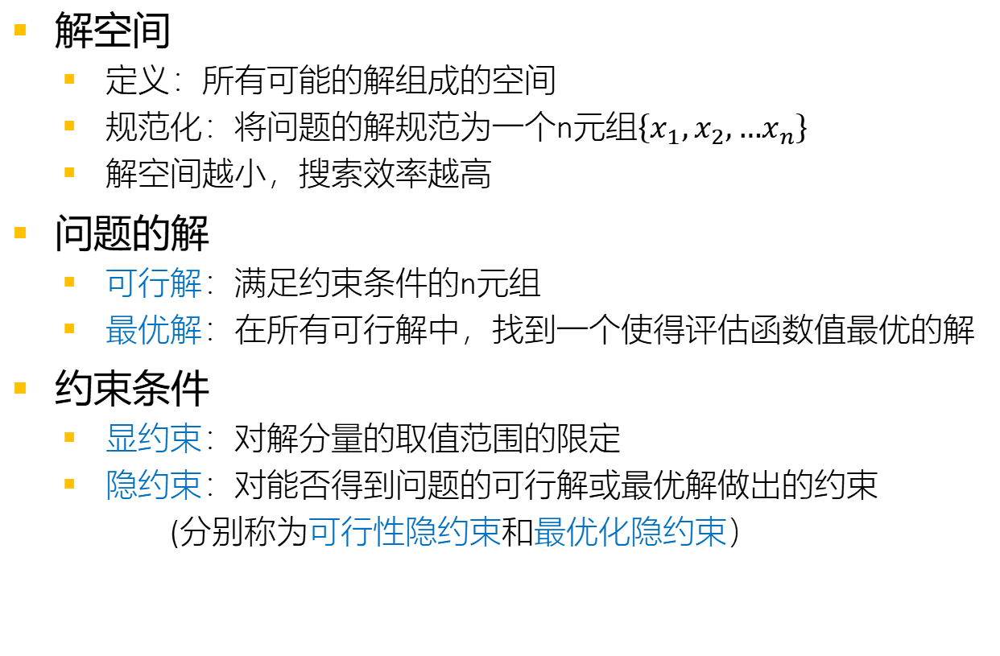 解空间
定义：所有可能的解组成的空间
规范化：将问题的解规范为一个n元组{x₁, x₂, …xₙ}
解空间越小，搜索效率越高
问题的解
可行解：满足约束条件的n元组
最优解：在所有可行解中，找到一个使得评估函数值最优的解
约束条件
显约束：对解分量的取值范围的限定
隐约束：对能否得到问题的可行解或最优解做出的约束
(分别称为可行性隐约束和最优化隐约束）